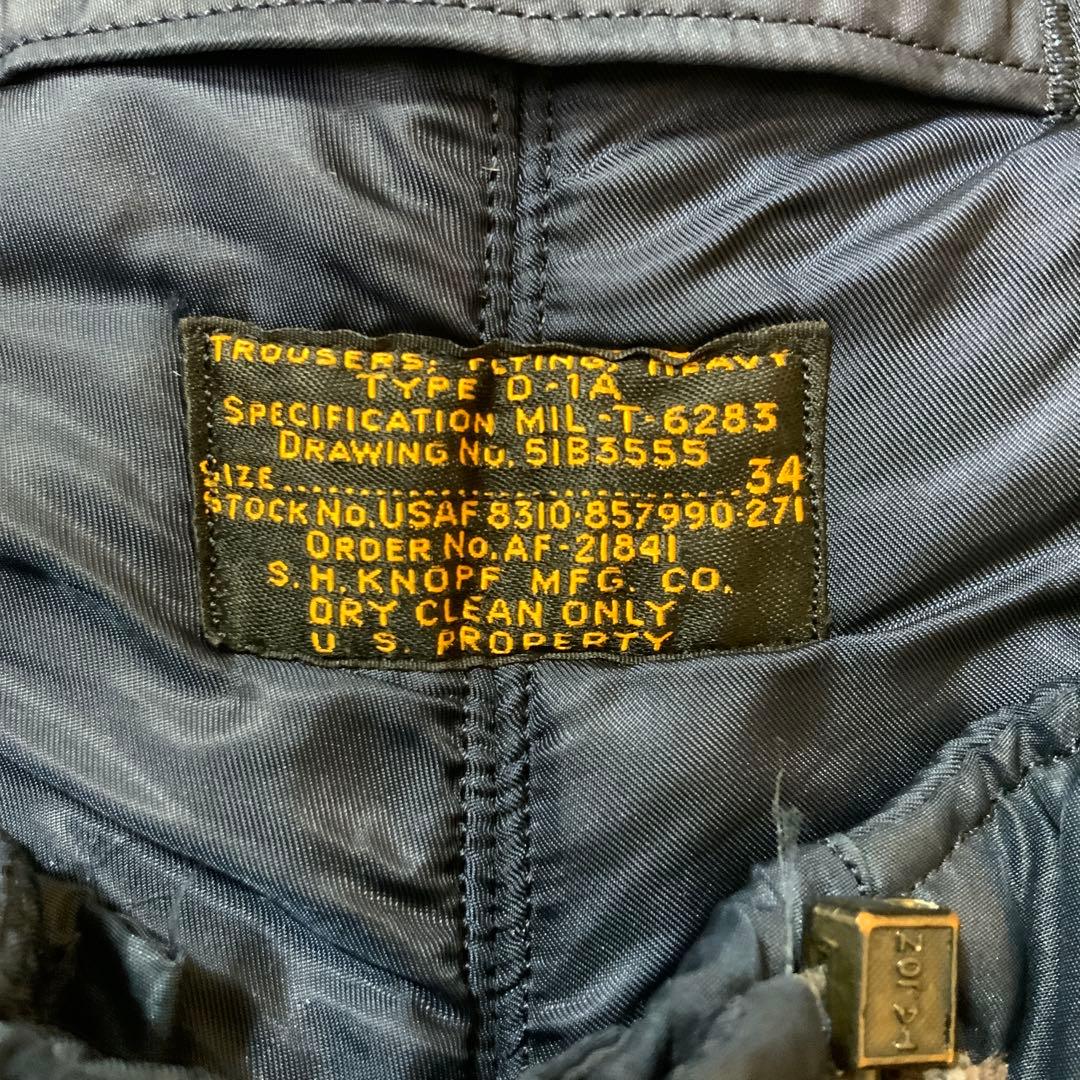 TROUSERS, FLYING, HEAVY
TYPE D-1A
SPECIFICATION MIL-T-6283
DRAWING No. 51B3555
SIZE......................34
STOCK No. USAF 8310-857990-271
ORDER No. AF-21841
S. H. KNOPF MFG. CO.
DRY CLEAN ONLY
U S. PROPERTY